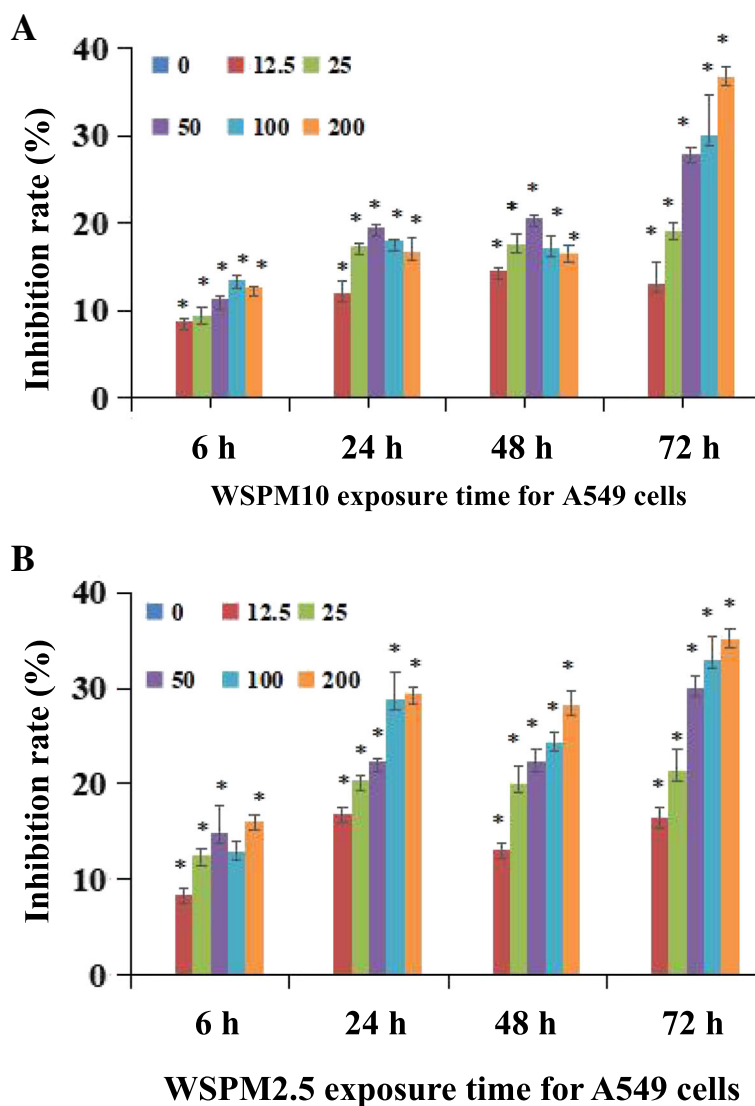 A
Inhibition rate (%)
40
30
20
10
0
0 12.5 25
50 100 200
* * * * *
* * * * *
* * * * *
* * * * *
6 h 24 h 48 h 72 h
WSPM10 exposure time for A549 cells
B
Inhibition rate (%)
40
30
20
10
0
0 12.5 25
50 100 200
* * * *
* * * * *
* * * * *
* * * * *
6 h 24 h 48 h 72 h
WSPM2.5 exposure time for A549 cells